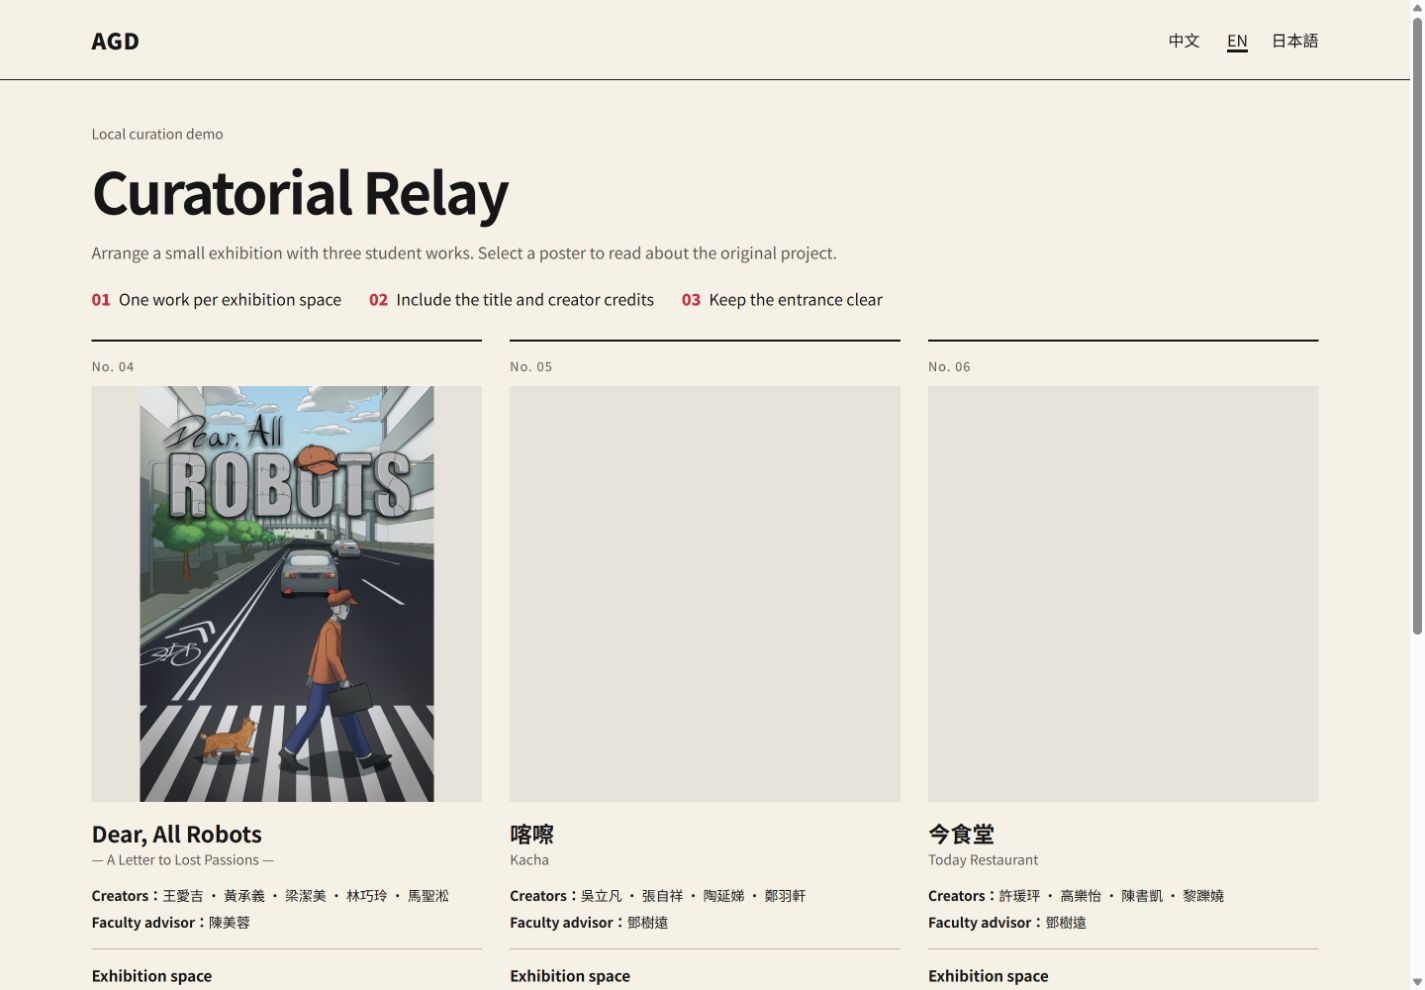 AGD
中文 EN 日本語
Local curation demo
Curatorial Relay
Arrange a small exhibition with three student works. Select a poster to read about the original project.
01 One work per exhibition space 02 Include the title and creator credits 03 Keep the entrance clear
No. 04
Dear, All
ROBOTS
Dear, All Robots
— A Letter to Lost Passions —
Creators：王愛吉 · 黃承義 · 梁潔美 · 林巧玲 · 馬聖淞
Faculty advisor：陳美蓉
Exhibition space
No. 05
喀嚓
Kacha
Creators：吳立凡 · 張自祥 · 陶延娣 · 鄭羽軒
Faculty advisor：鄧樹遠
Exhibition space
No. 06
今食堂
Today Restaurant
Creators：許瑗玶 · 高樂怡 · 陳書凱 · 黎躒嬈
Faculty advisor：鄧樹遠
Exhibition space